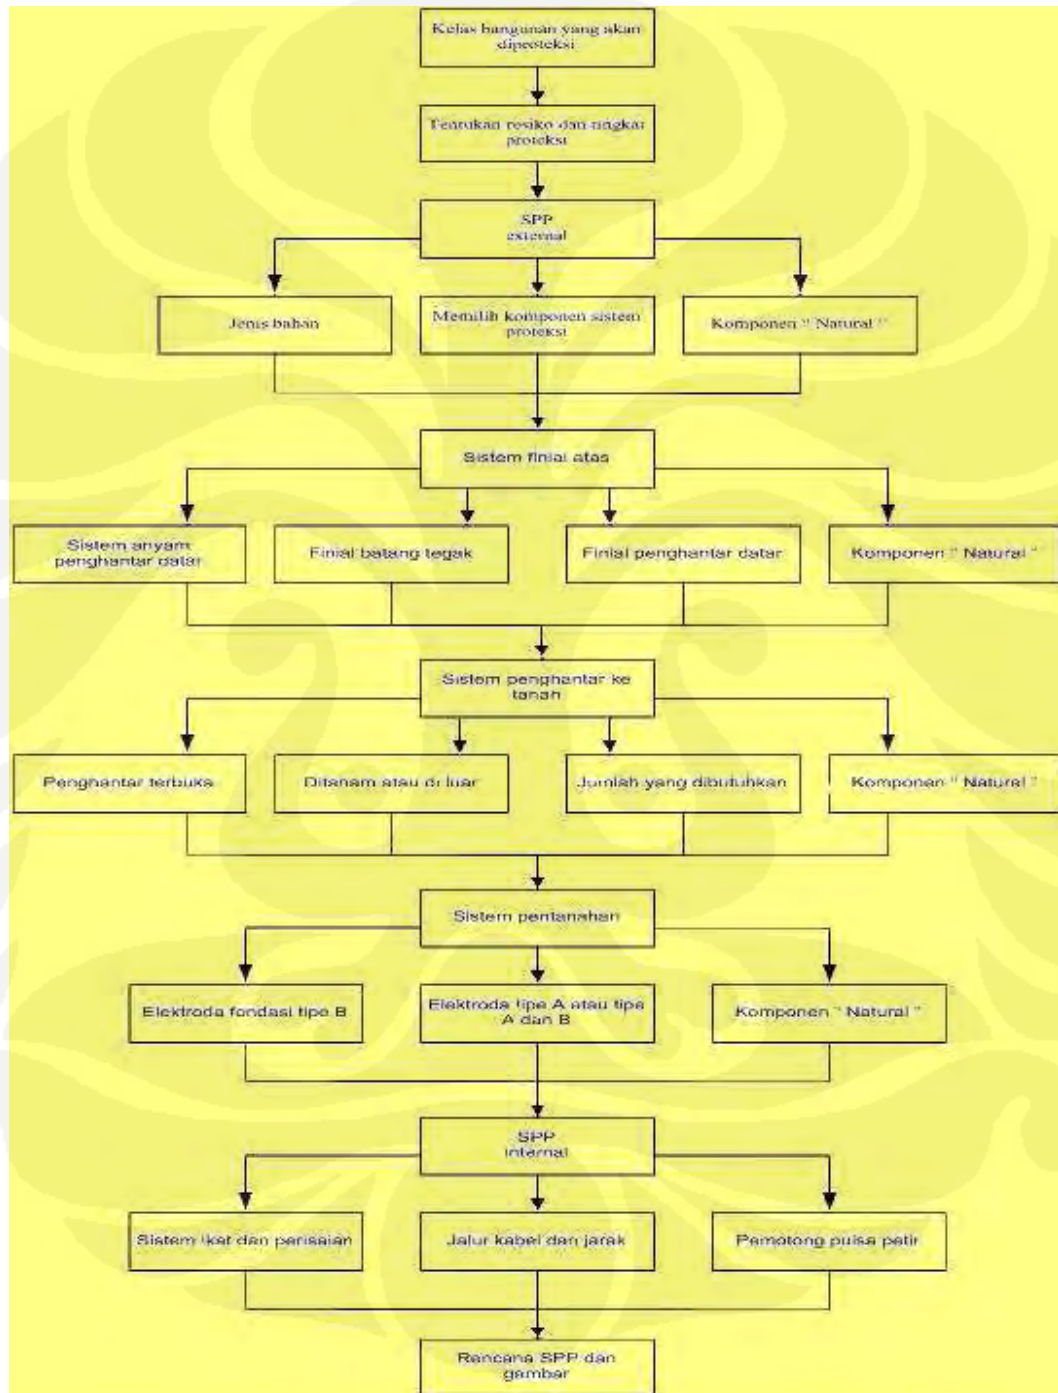 Kelas bangunan yang akan
diproteksi
Tentukan resiko dan tingkat
proteksi
SPP
external
Jenis bahan
Memilih komponen sistem
proteksi
Komponen " Natural "
Sistem finial atas
Sistem anyam
penghantar datar
Finial batang tegak
Finial penghantar datar
Komponen " Natural "
Sistem penghantar ke
tanah
Penghantar terbuka
Ditanam atau di luar
Jumlah yang dibutuhkan
Komponen " Natural "
Sistem pentanahan
Elektroda fondasi tipe B
Elektroda tipe A atau tipe
A dan B
Komponen " Natural "
SPP
internal
Sistem ikat dan perisaian
Jalur kabel dan jarak
Pemotong pulsa petir
Rencana SPP dan
gambar